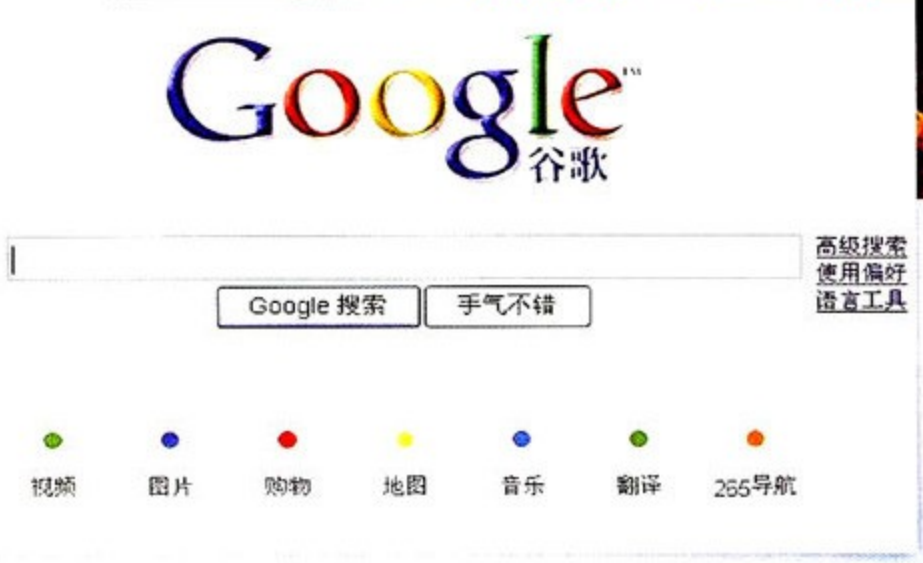 Google™
谷歌
高级搜索
使用偏好
语言工具
Google 搜索 手气不错
视频 图片 购物 地图 音乐 翻译 265导航